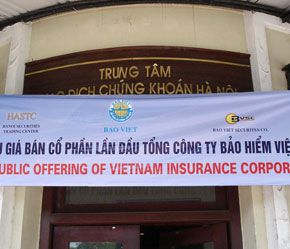 TRUNG TÂM
DỊCH CHỨNG KHOÁN HÀ NỘI
HASTC
HANOI SECURITIES
TRADING CENTER
BAO VIET
BVSC
BAO VIET SECURITIES CO.
GIÁ BÁN CỔ PHẦN LẦN ĐẦU TỔNG CÔNG TY BẢO HIỂM VIỆ
PUBLIC OFFERING OF VIETNAM INSURANCE CORPOR